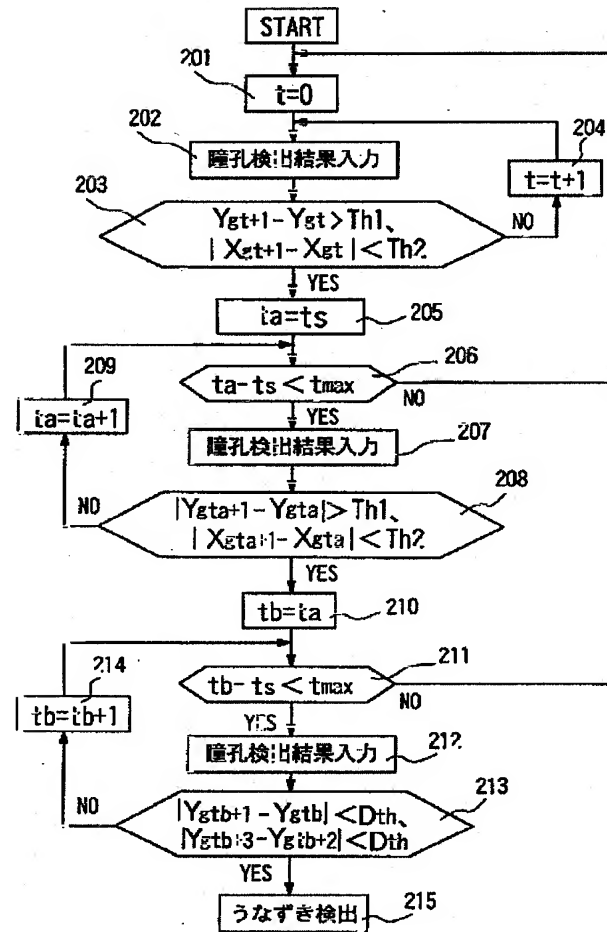 START
201
t=0
202
204
瞳孔検出結果入力
t=t+1
203
Ygt+1-Ygt>Th1、
|Xgt+1-Xgt|<Th2
NO
YES
ta=ts
205
209
206
ta-ts<tmax
NO
ta=ta+1
YES
207
瞳孔検出結果入力
208
NO
|Ygta+1-Ygta|>Th1、
|Xgta+1-Xgta|<Th2
YES
tb=ta
210
214
211
tb-ts<tmax
NO
tb=tb+1
YES
瞳孔検出結果入力
212
213
NO
|Ygtb+1-Ygtb|<Dth、
|Ygtb+3-Ygtb+2|<Dth
YES
うなずき検出
215